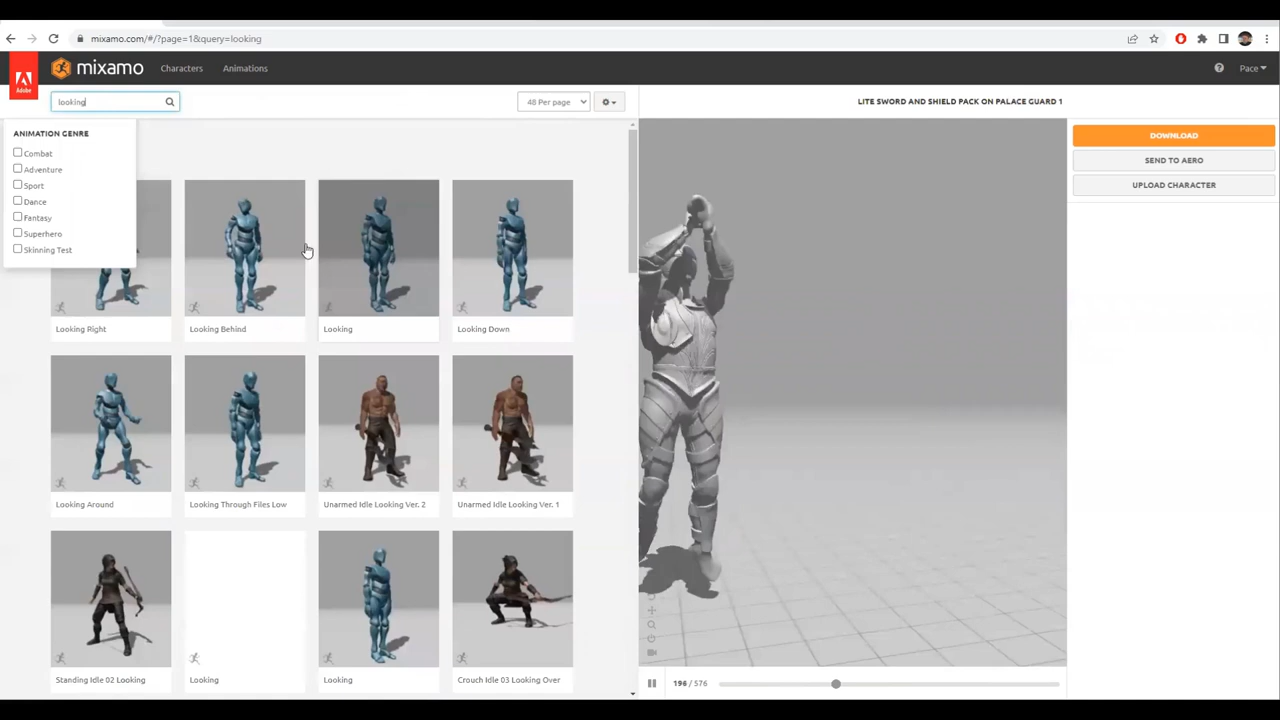 mixamo.com/#/?page=1&query=looking
Adobe
mixamo
Characters
Animations
Pace
looking
48 Per page
LITE SWORD AND SHIELD PACK ON PALACE GUARD 1
ANIMATION GENRE
Combat
Adventure
Sport
Dance
Fantasy
Superhero
Skinning Test
DOWNLOAD
SEND TO AERO
UPLOAD CHARACTER
Looking Right
Looking Behind
Looking
Looking Down
Looking Around
Looking Through Files Low
Unarmed Idle Looking Ver. 2
Unarmed Idle Looking Ver. 1
Standing Idle 02 Looking
Looking
Looking
Crouch Idle 03 Looking Over
196 / 576